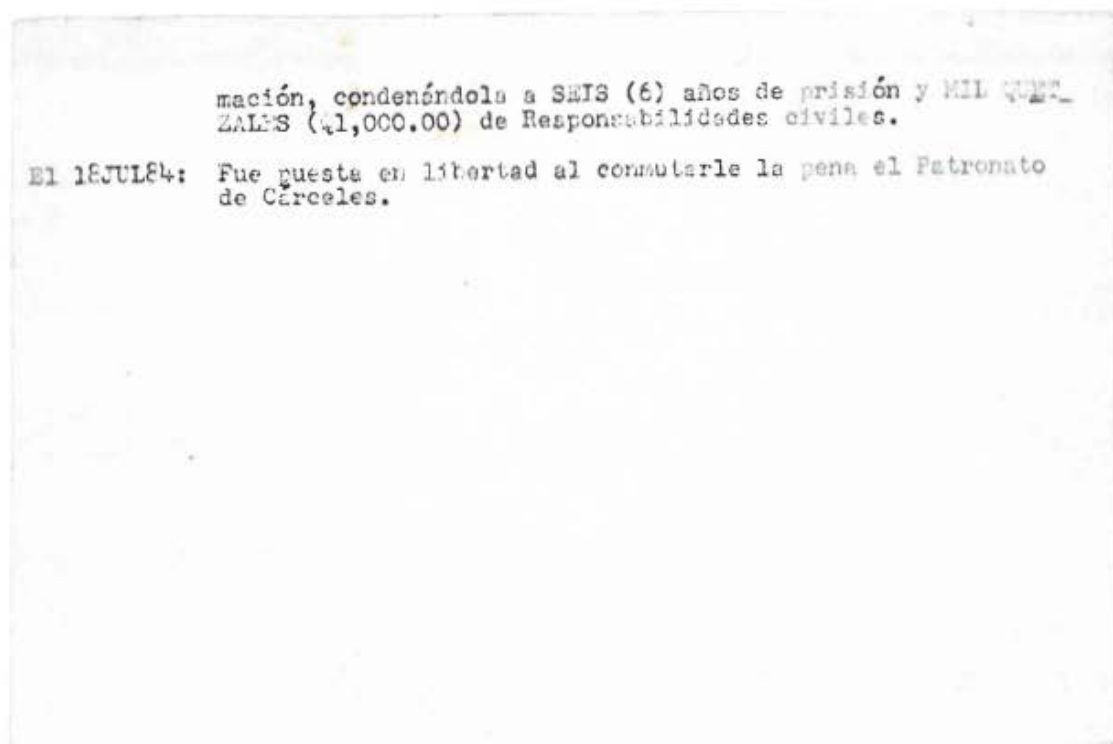 mación, condenándola a SEIS (6) años de prisión y MIL QUET_
ZALES (Q1,000.00) de Responsabilidades civiles.
El 18JUL84: Fue puesta en libertad al conmutarle la pena el Patronato
de Cárceles.